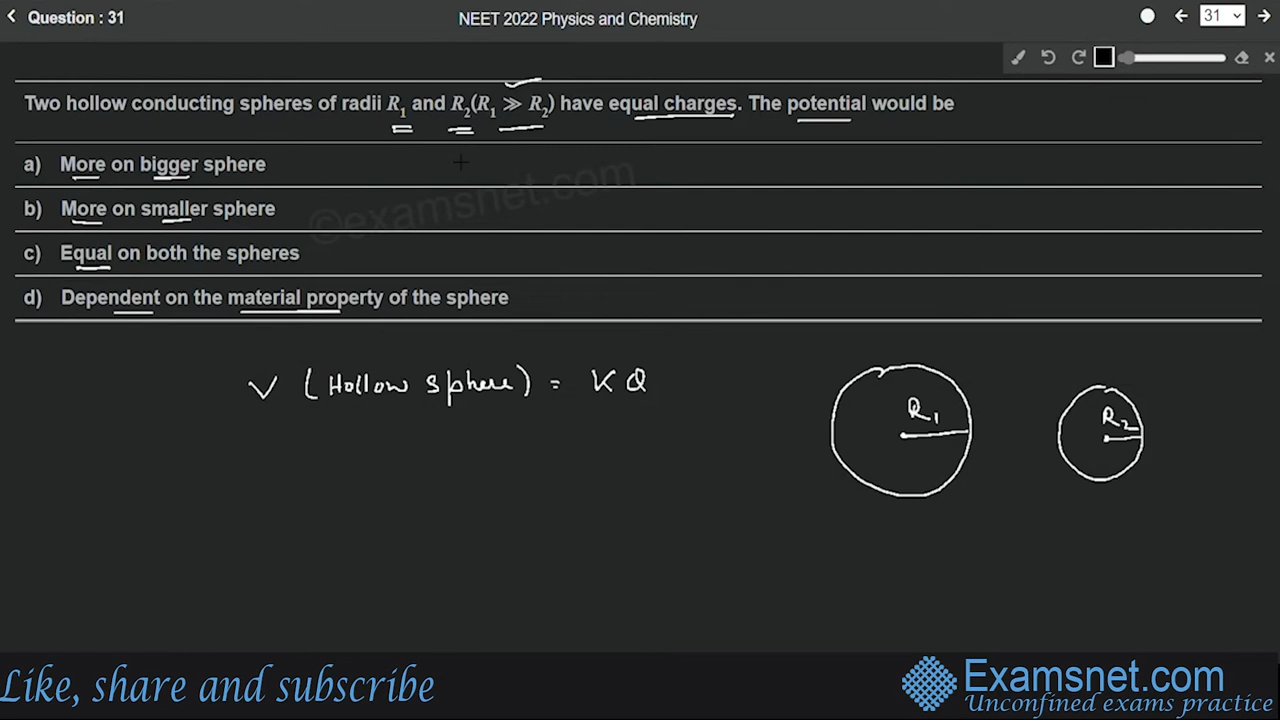 Question : 31
NEET 2022 Physics and Chemistry
31
Two hollow conducting spheres of radii R₁ and R₂(R₁ ≫ R₂) have equal charges. The potential would be
a) More on bigger sphere
b) More on smaller sphere
c) Equal on both the spheres
d) Dependent on the material property of the sphere
©examsnet.com
V (Hollow sphere) = KQ
R₁
R₂
Like, share and subscribe
Examsnet.com
Unconfined exams practice